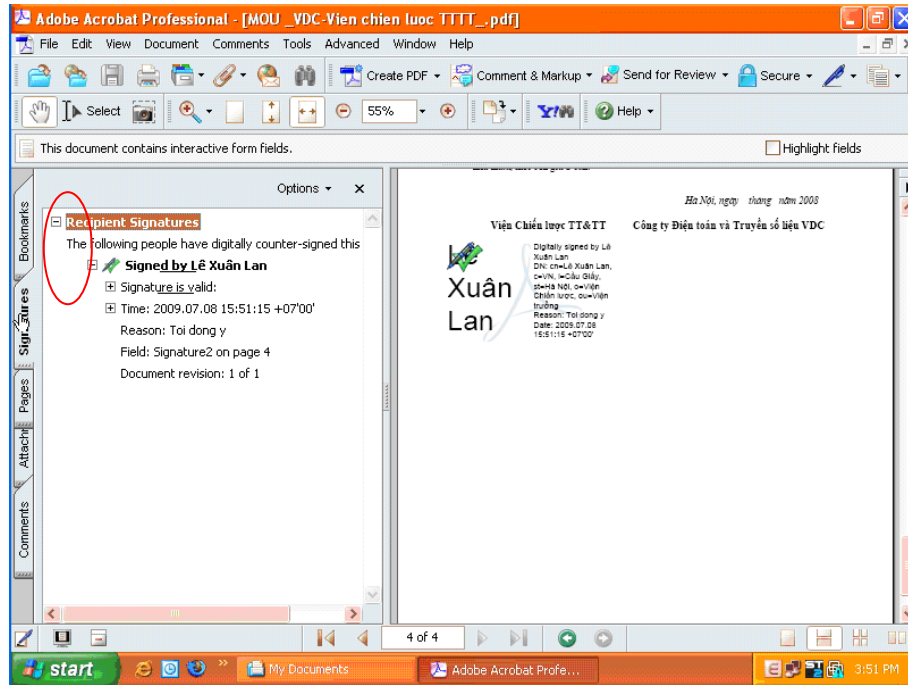 Adobe Acrobat Professional - [MOU _VDC-Vien chien luoc TTTT_.pdf]
File Edit View Document Comments Tools Advanced Window Help
Create PDF Comment & Markup Send for Review Secure
Select 55% Y! Help
This document contains interactive form fields. Highlight fields
Options x
Bookmarks
Signatures
Pages
Attachm
Comments
Recipient Signatures
The following people have digitally counter-signed this
Signed by Lê Xuân Lan
Signature is valid:
Time: 2009.07.08 15:51:15 +07'00'
Reason: Toi dong y
Field: Signature2 on page 4
Document revision: 1 of 1
Hà Nội, ngày tháng năm 2008
Viện Chiến lược TT&TT Công ty Điện toán và Truyền số liệu VDC
Lê
Xuân
Lan
Digitally signed by Lê
Xuân Lan
DN: cn=Lê Xuân Lan,
c=VN, l=Cầu Giấy,
st=Hà Nội, o=Viện
Chiến lược, ou=Viện
trưởng
Reason: Toi dong y
Date: 2009.07.08
15:51:15 +07'00'
4 of 4
start My Documents Adobe Acrobat Profe... 3:51 PM